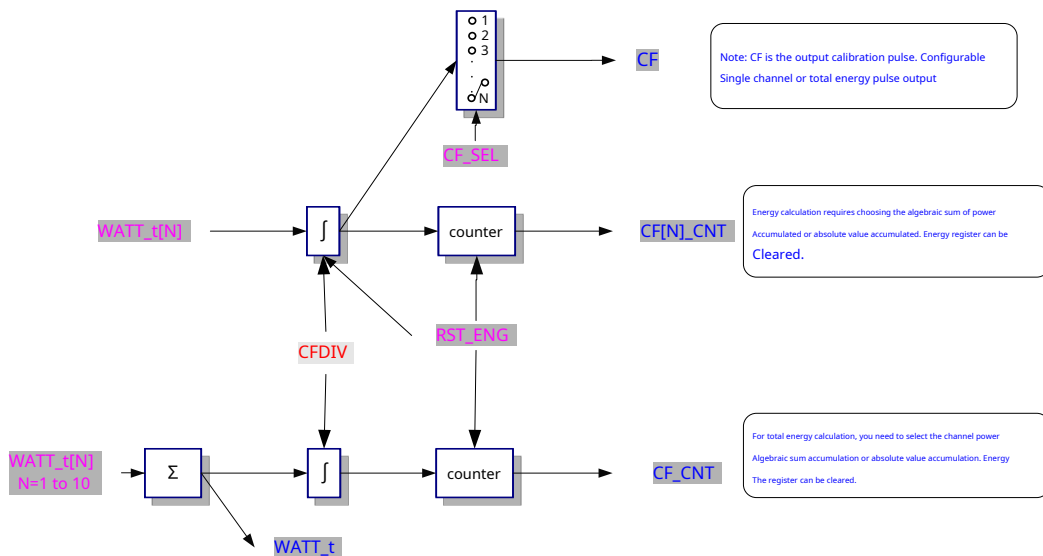 1
2
3
N
CF
Note: CF is the output calibration pulse. Configurable
Single channel or total energy pulse output
CF_SEL
WATT_t[N]
∫
counter
CF[N]_CNT
Energy calculation requires choosing the algebraic sum of power
Accumulated or absolute value accumulated. Energy register can be
Cleared.
CFDIV
RST_ENG
WATT_t[N]
N=1 to 10
Σ
∫
counter
CF_CNT
For total energy calculation, you need to select the channel power
Algebraic sum accumulation or absolute value accumulation. Energy
The register can be cleared.
WATT_t